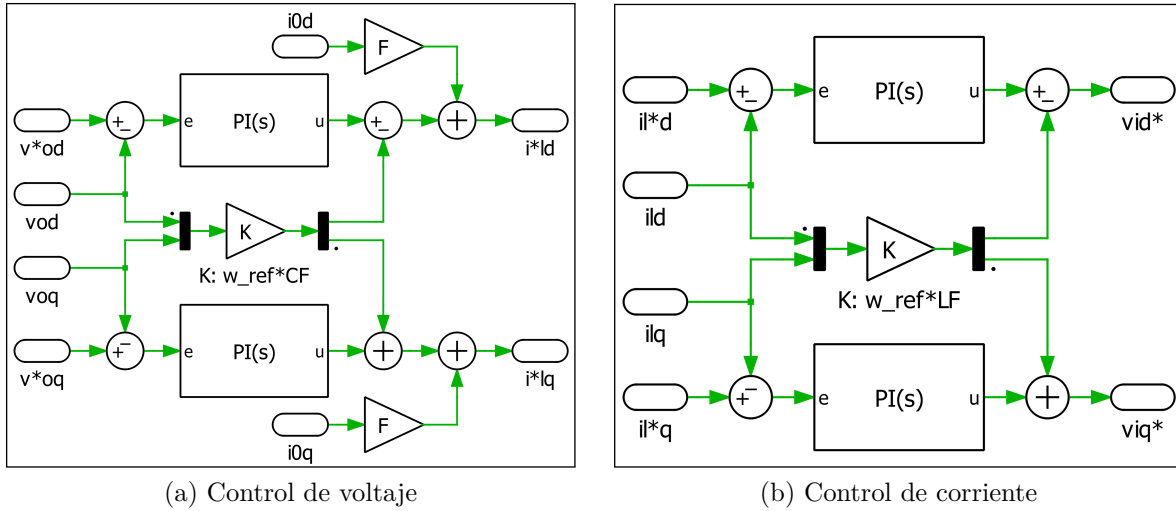 i0d
F
v*od
+
−
e
PI(s)
u
+
−
+
i*ld
vod
K
voq
K: w_ref*CF
v*oq
+
−
e
PI(s)
u
+
+
i*lq
i0q
F
(a) Control de voltaje
il*d
+
−
e
PI(s)
u
+
−
vid*
ild
K
ilq
K: w_ref*LF
il*q
+
−
e
PI(s)
u
+
viq*
(b) Control de corriente